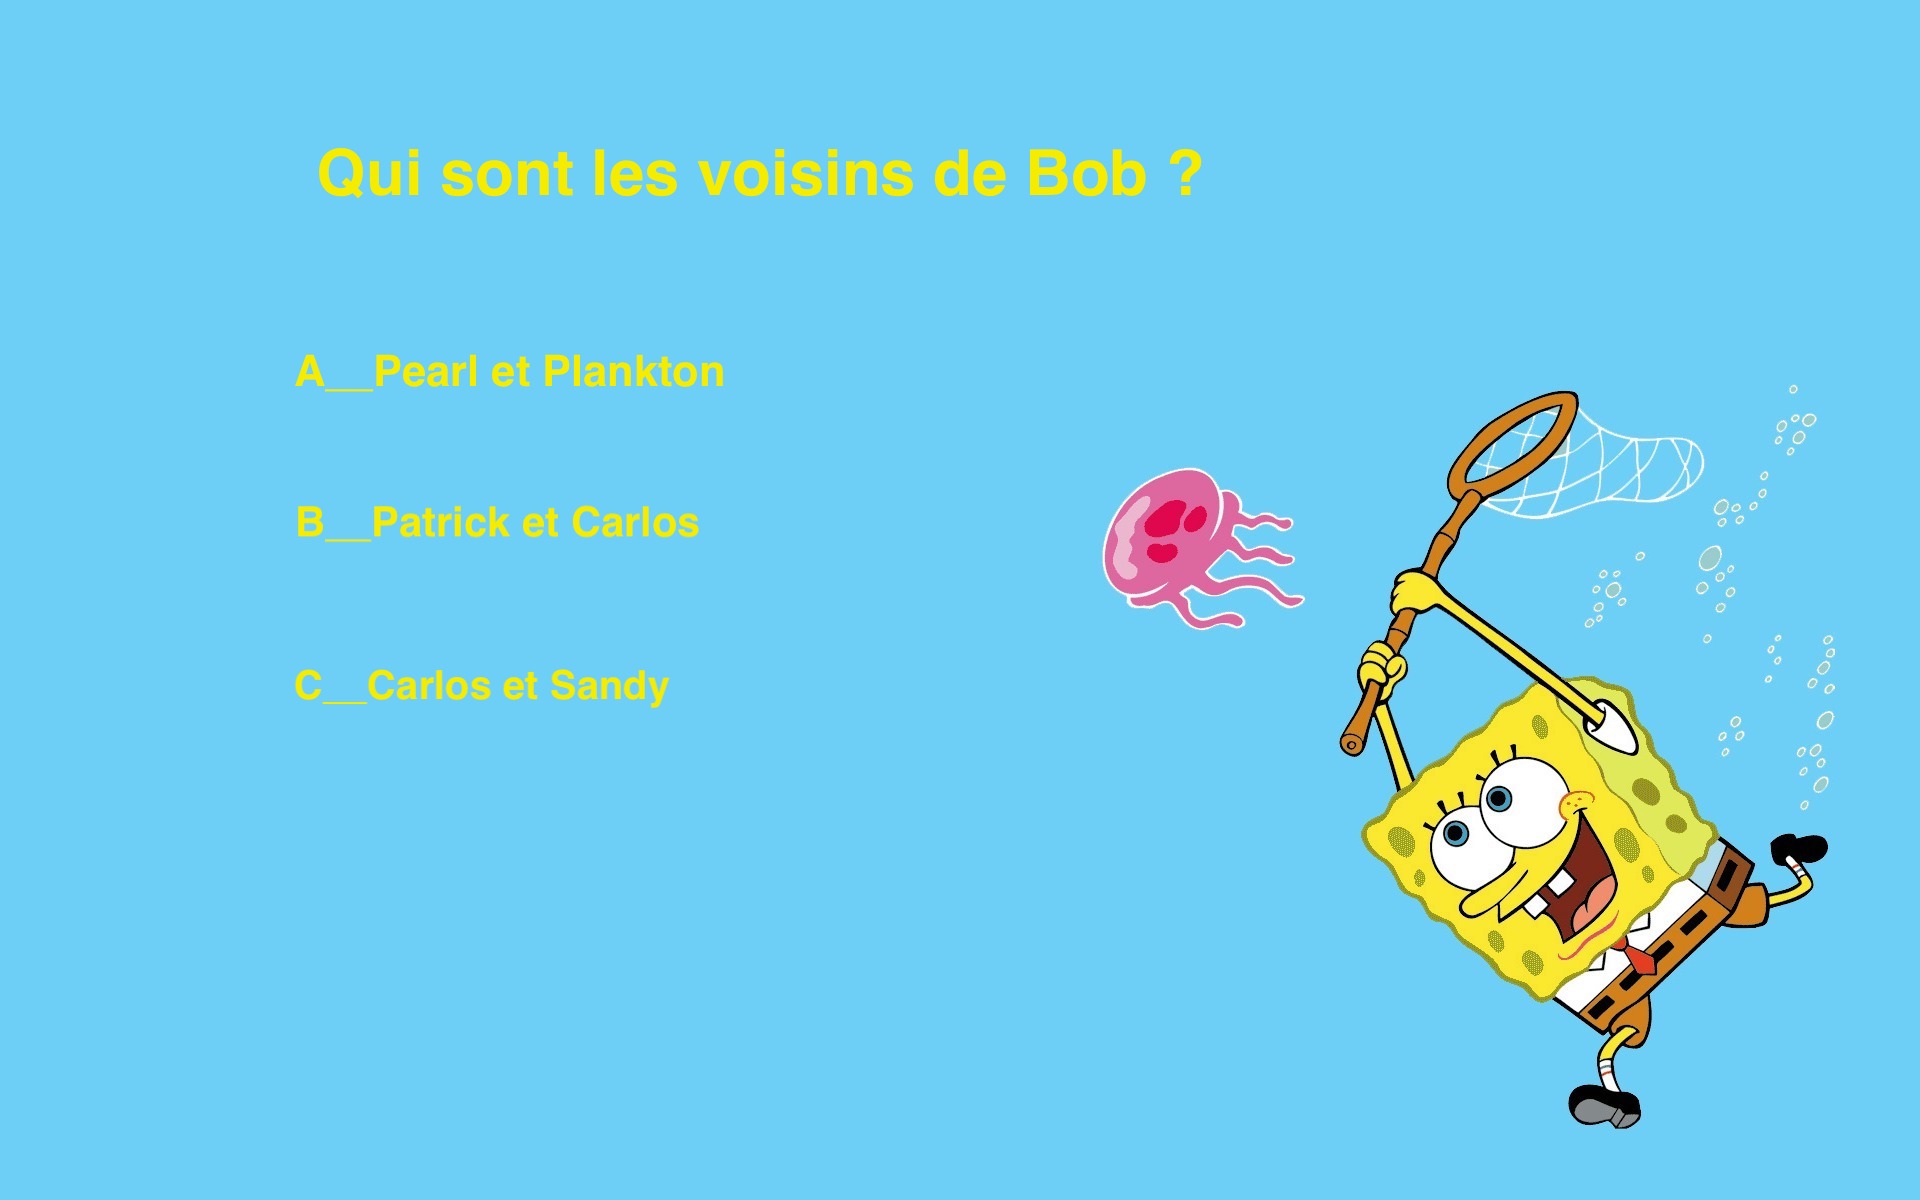 Qui sont les voisins de Bob ?
A__Pearl et Plankton
B__Patrick et Carlos
C__Carlos et Sandy